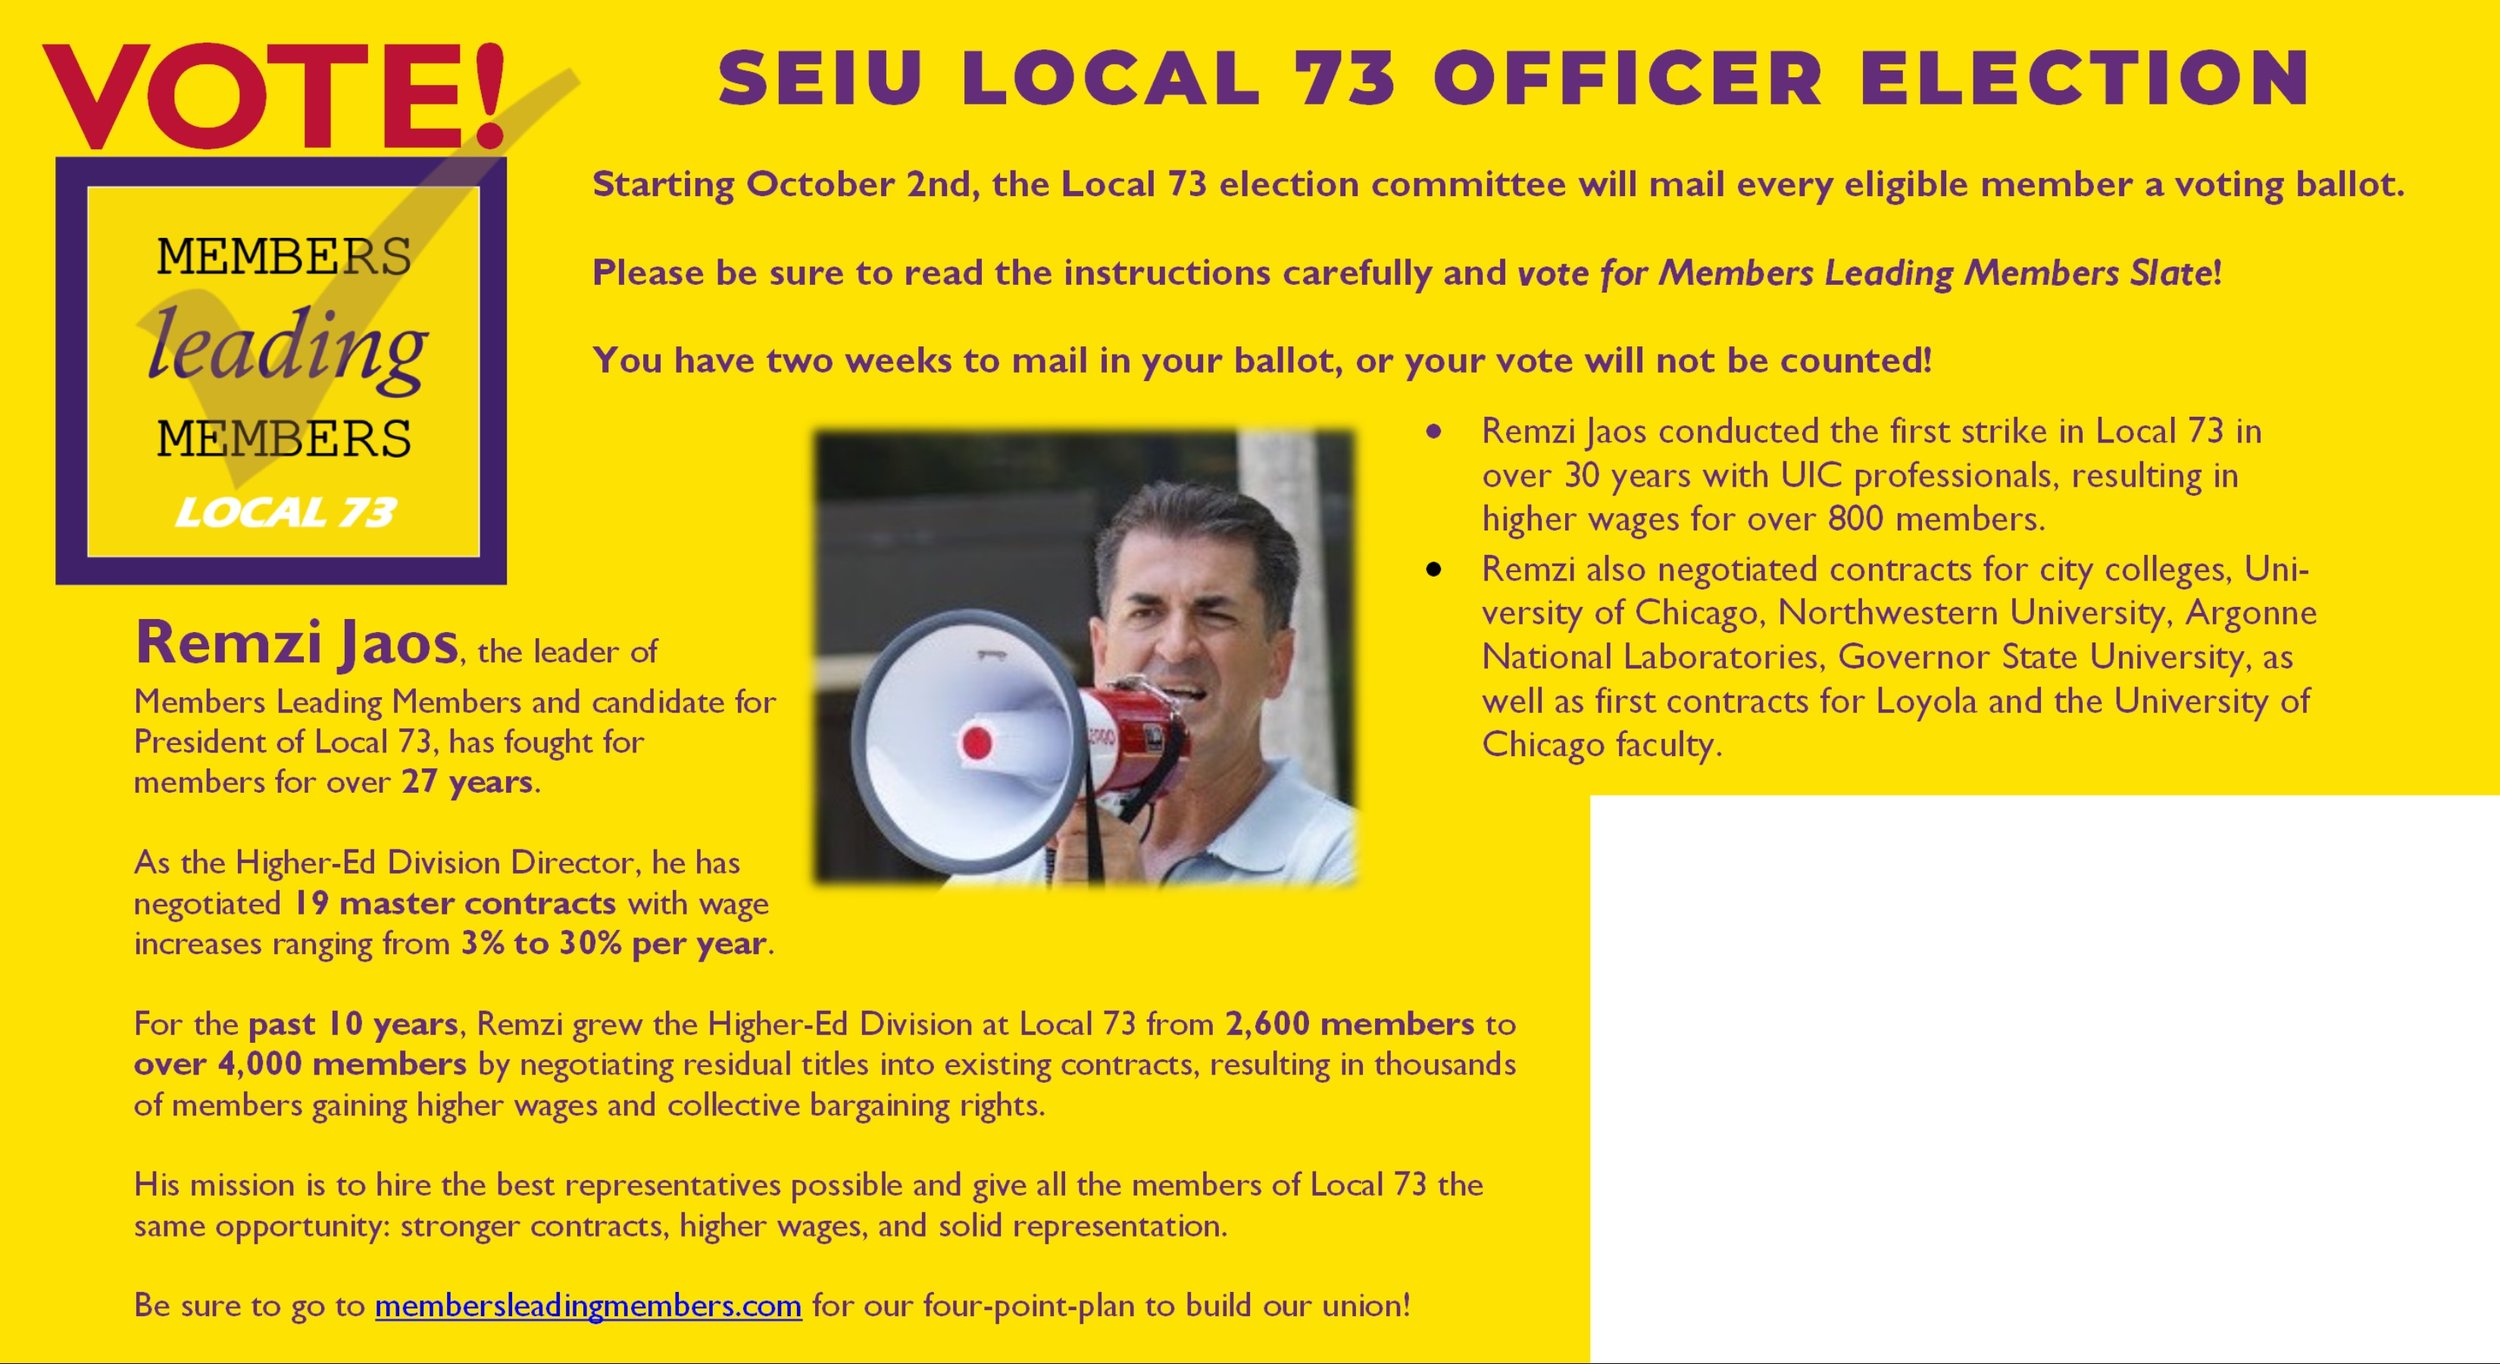 VOTE!
MEMBERS
leading
MEMBERS
LOCAL 73
SEIU LOCAL 73 OFFICER ELECTION
Starting October 2nd, the Local 73 election committee will mail every eligible member a voting ballot.
Please be sure to read the instructions carefully and vote for Members Leading Members Slate!
You have two weeks to mail in your ballot, or your vote will not be counted!
• Remzi Jaos conducted the first strike in Local 73 in
over 30 years with UIC professionals, resulting in
higher wages for over 800 members.
• Remzi also negotiated contracts for city colleges, Uni-
versity of Chicago, Northwestern University, Argonne
National Laboratories, Governor State University, as
well as first contracts for Loyola and the University of
Chicago faculty.
Remzi Jaos, the leader of
Members Leading Members and candidate for
President of Local 73, has fought for
members for over 27 years.
As the Higher-Ed Division Director, he has
negotiated 19 master contracts with wage
increases ranging from 3% to 30% per year.
For the past 10 years, Remzi grew the Higher-Ed Division at Local 73 from 2,600 members to
over 4,000 members by negotiating residual titles into existing contracts, resulting in thousands
of members gaining higher wages and collective bargaining rights.
His mission is to hire the best representatives possible and give all the members of Local 73 the
same opportunity: stronger contracts, higher wages, and solid representation.
Be sure to go to membersleadingmembers.com for our four-point-plan to build our union!